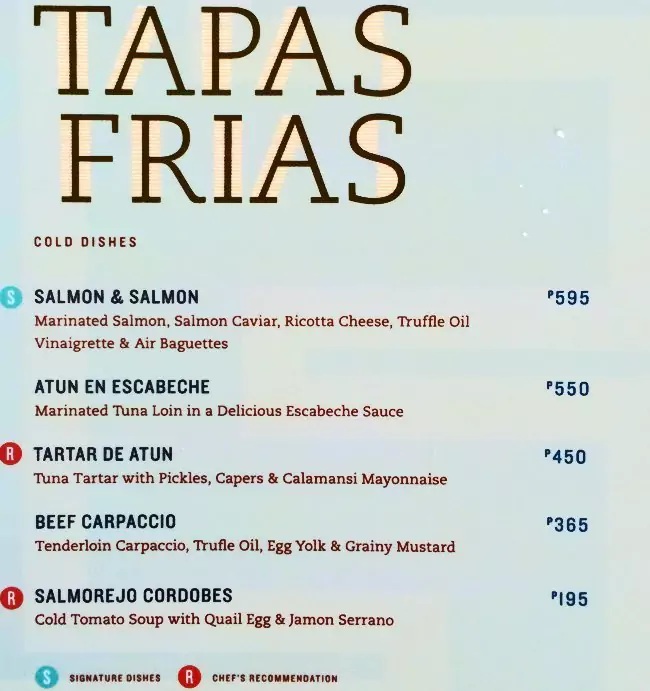 TAPAS
FRIAS
COLD DISHES
S SALMON & SALMON ₱595
Marinated Salmon, Salmon Caviar, Ricotta Cheese, Truffle Oil
Vinaigrette & Air Baguettes
ATUN EN ESCABECHE ₱550
Marinated Tuna Loin in a Delicious Escabeche Sauce
R TARTAR DE ATUN ₱450
Tuna Tartar with Pickles, Capers & Calamansi Mayonnaise
BEEF CARPACCIO ₱365
Tenderloin Carpaccio, Trufle Oil, Egg Yolk & Grainy Mustard
R SALMOREJO CORDOBES ₱195
Cold Tomato Soup with Quail Egg & Jamon Serrano
S SIGNATURE DISHES R CHEF'S RECOMMENDATION